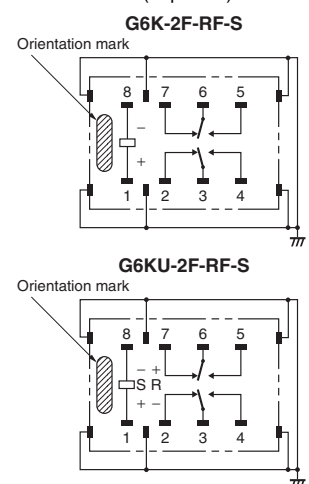 G6K-2F-RF-S
Orientation mark
8 7 6 5
−
+
1 2 3 4
G6KU-2F-RF-S
Orientation mark
8 7 6 5
− +
S R
+ −
1 2 3 4